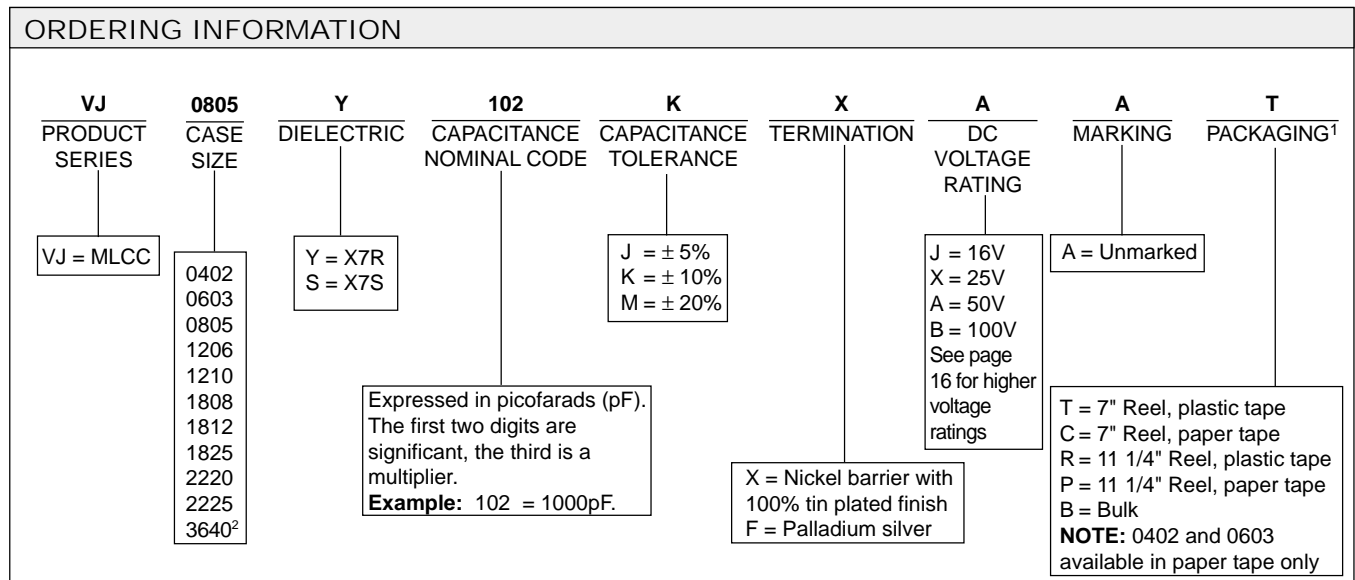 ORDERING INFORMATION
VJ
PRODUCT
SERIES
VJ = MLCC
0805
CASE
SIZE
0402
0603
0805
1206
1210
1808
1812
1825
2220
2225
3640²
Y
DIELECTRIC
Y = X7R
S = X7S
102
CAPACITANCE
NOMINAL CODE
Expressed in picofarads (pF).
The first two digits are
significant, the third is a
multiplier.
Example: 102 = 1000pF.
K
CAPACITANCE
TOLERANCE
J = ± 5%
K = ± 10%
M = ± 20%
X
TERMINATION
X = Nickel barrier with
100% tin plated finish
F = Palladium silver
A
DC
VOLTAGE
RATING
J = 16V
X = 25V
A = 50V
B = 100V
See page
16 for higher
voltage
ratings
A
MARKING
A = Unmarked
T
PACKAGING¹
T = 7" Reel, plastic tape
C = 7" Reel, paper tape
R = 11 1/4" Reel, plastic tape
P = 11 1/4" Reel, paper tape
B = Bulk
NOTE: 0402 and 0603
available in paper tape only